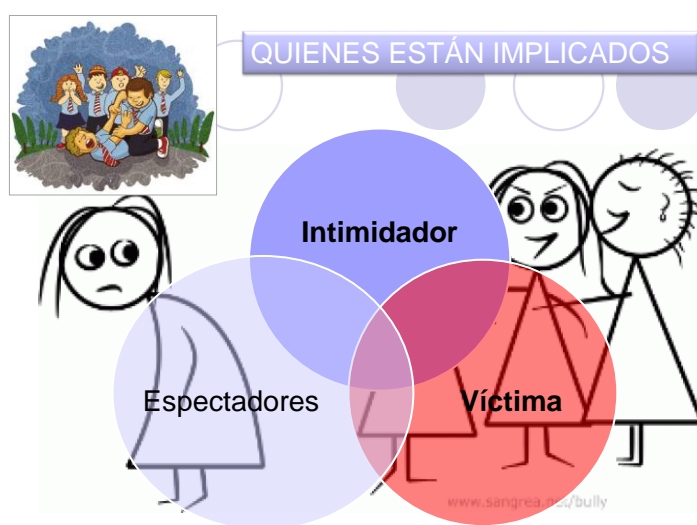 QUIENES ESTÁN IMPLICADOS
Intimidador
Espectadores
Víctima
www.sangrea.net/bully